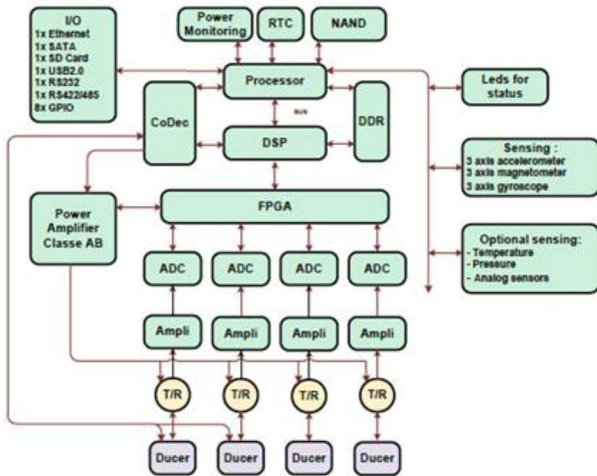 I/O
1x Ethernet
1x SATA
1x SD Card
1x USB2.0
1x RS232
1x RS422/485
8x GPIO
Power
Monitoring
RTC
NAND
Processor
Leds for
status
CoDec
BUS
DDR
DSP
Sensing :
3 axis accelerometer
3 axis magnetometer
3 axis gyroscope
Power
Amplifier
Classe AB
FPGA
Optional sensing:
- Temperature
- Pressure
- Analog sensors
ADC
ADC
ADC
ADC
Ampli
Ampli
Ampli
Ampli
T/R
T/R
T/R
T/R
Ducer
Ducer
Ducer
Ducer